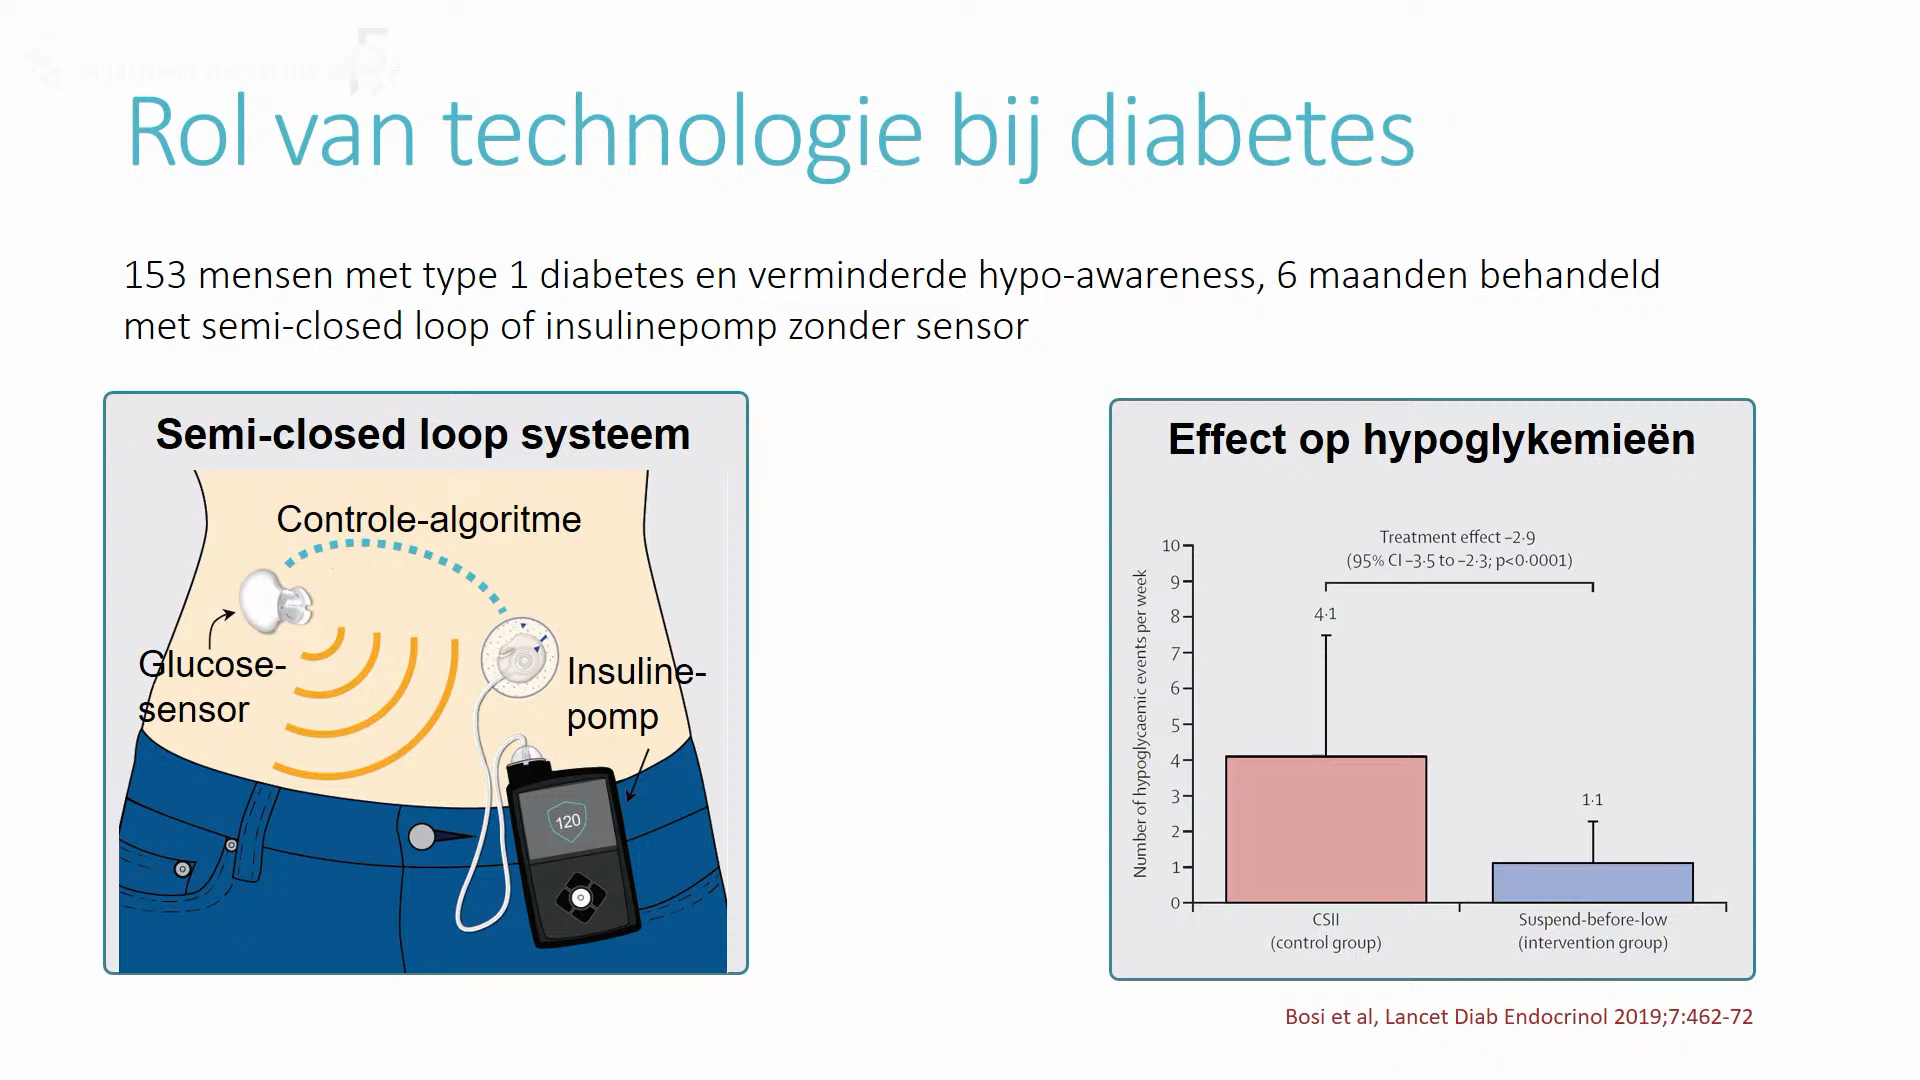 Rol van technologie bij diabetes
153 mensen met type 1 diabetes en verminderde hypo-awareness, 6 maanden behandeld
met semi-closed loop of insulinepomp zonder sensor
Semi-closed loop systeem
Controle-algoritme
Glucose-
sensor
Insuline-
pomp
120
Effect op hypoglykemieën
Treatment effect –2·9
(95% CI –3·5 to –2·3; p<0·0001)
Number of hypoglycaemic events per week
10
9
8
7
6
5
4
3
2
1
0
4·1
1·1
CSII
(control group)
Suspend-before-low
(intervention group)
Bosi et al, Lancet Diab Endocrinol 2019;7:462-72